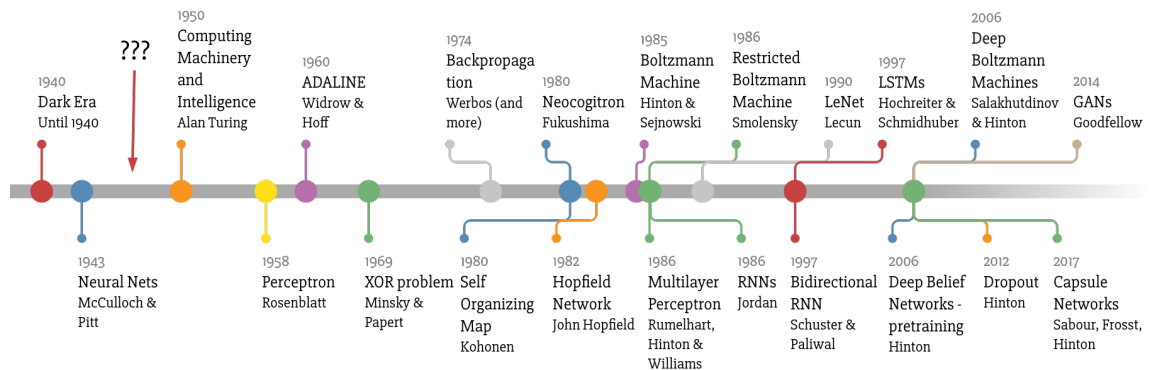 ???
1940
Dark Era
Until 1940
1950
Computing
Machinery
and
Intelligence
Alan Turing
1960
ADALINE
Widrow &
Hoff
1974
Backpropaga
tion
Werbos (and
more)
1980
Neocogitron
Fukushima
1985
Boltzmann
Machine
Hinton &
Sejnowski
1986
Restricted
Boltzmann
Machine
Smolensky
1990
LeNet
Lecun
1997
LSTMs
Hochreiter &
Schmidhuber
2006
Deep
Boltzmann
Machines
Salakhutdinov
& Hinton
2014
GANs
Goodfellow
1943
Neural Nets
McCulloch &
Pitt
1958
Perceptron
Rosenblatt
1969
XOR problem
Minsky &
Papert
1980
Self
Organizing
Map
Kohonen
1982
Hopfield
Network
John Hopfield
1986
Multilayer
Perceptron
Rumelhart,
Hinton &
Williams
1986
RNNs
Jordan
1997
Bidirectional
RNN
Schuster &
Paliwal
2006
Deep Belief
Networks -
pretraining
Hinton
2012
Dropout
Hinton
2017
Capsule
Networks
Sabour, Frosst,
Hinton